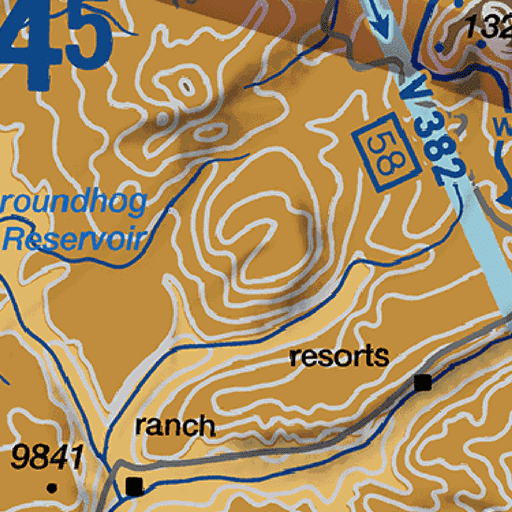 45
132
V 382
W
58
roundhog
Reservoir
resorts
ranch
9841